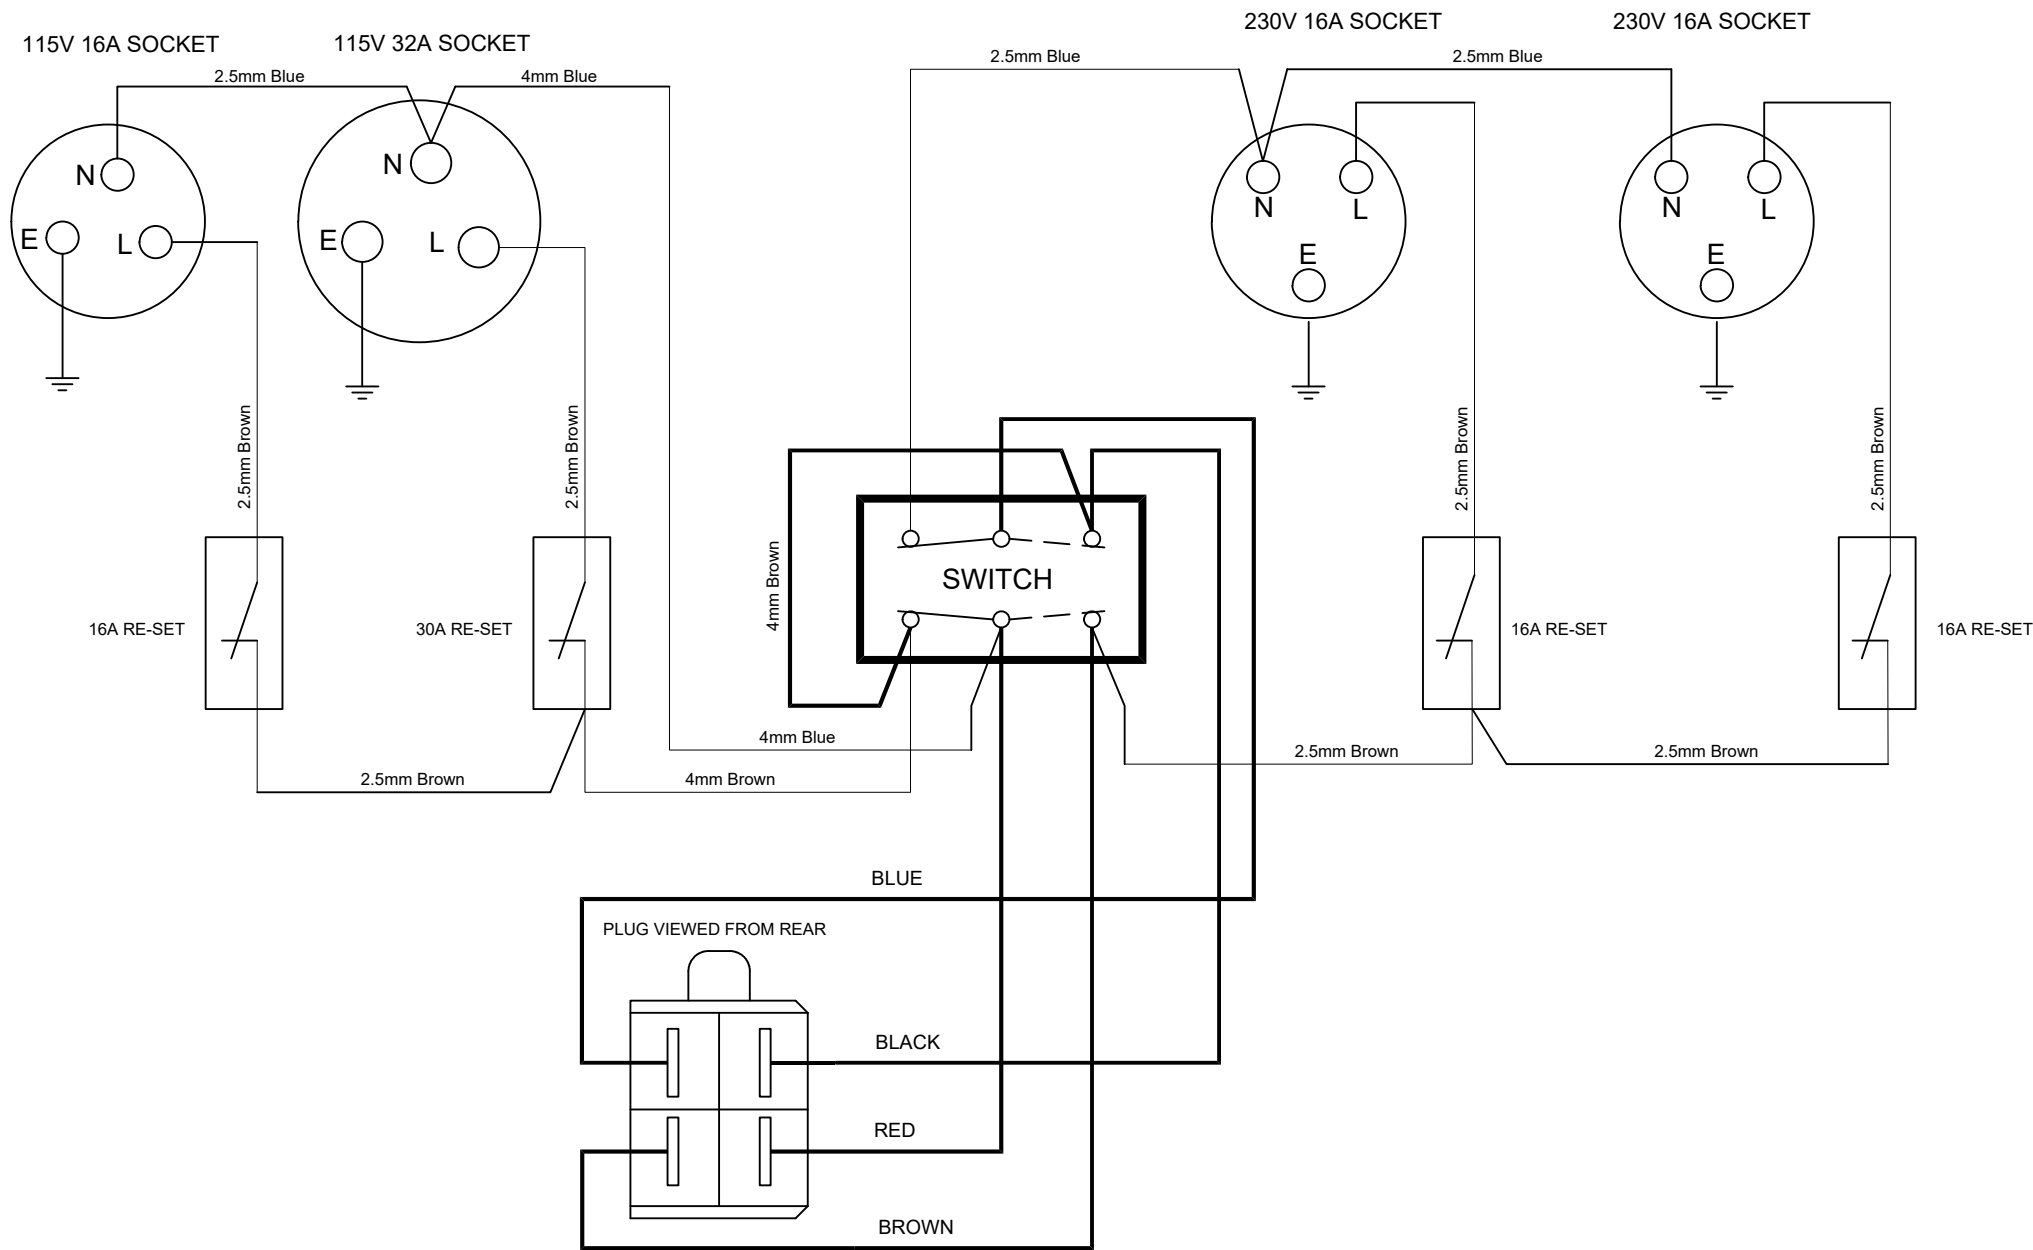 115V 16A SOCKET
115V 32A SOCKET
230V 16A SOCKET
230V 16A SOCKET
2.5mm Blue
4mm Blue
2.5mm Blue
2.5mm Blue
N
N
N
L
N
L
E
L
E
L
E
E
2.5mm Brown
2.5mm Brown
2.5mm Brown
2.5mm Brown
4mm Brown
SWITCH
16A RE-SET
30A RE-SET
16A RE-SET
16A RE-SET
4mm Blue
2.5mm Brown
2.5mm Brown
2.5mm Brown
4mm Brown
BLUE
PLUG VIEWED FROM REAR
BLACK
RED
BROWN